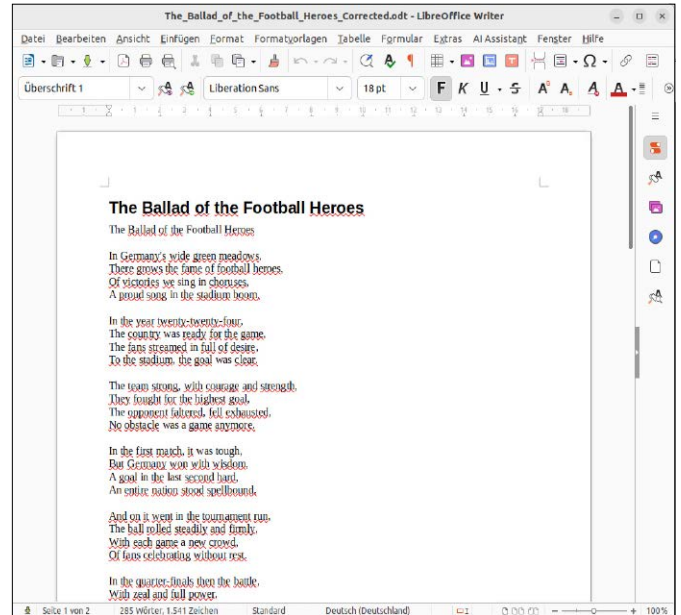 The_Ballad_of_the_Football_Heroes_Corrected.odt - LibreOffice Writer
Datei Bearbeiten Ansicht Einfügen Format Formatvorlagen Tabelle Formular Extras AI Assistant Fenster Hilfe
Überschrift 1 Liberation Sans 18 pt F K U S A A A A
The Ballad of the Football Heroes
The Ballad of the Football Heroes
In Germany's wide green meadows,
There grows the fame of football heroes.
Of victories we sing in choruses,
A proud song in the stadium boom.
In the year twenty-twenty-four,
The country was ready for the game,
The fans streamed in full of desire,
To the stadium, the goal was clear.
The team strong, with courage and strength,
They fought for the highest goal,
The opponent faltered, fell exhausted,
No obstacle was a game anymore.
In the first match, it was tough,
But Germany won with wisdom,
A goal in the last second hard,
An entire nation stood spellbound.
And on it went in the tournament run,
The ball rolled steadily and firmly,
With each game a new crowd,
Of fans celebrating without rest.
In the quarter-finals then the battle,
With zeal and full power,
Seite 1 von 2 285 Wörter, 1.541 Zeichen Standard Deutsch (Deutschland) 100%